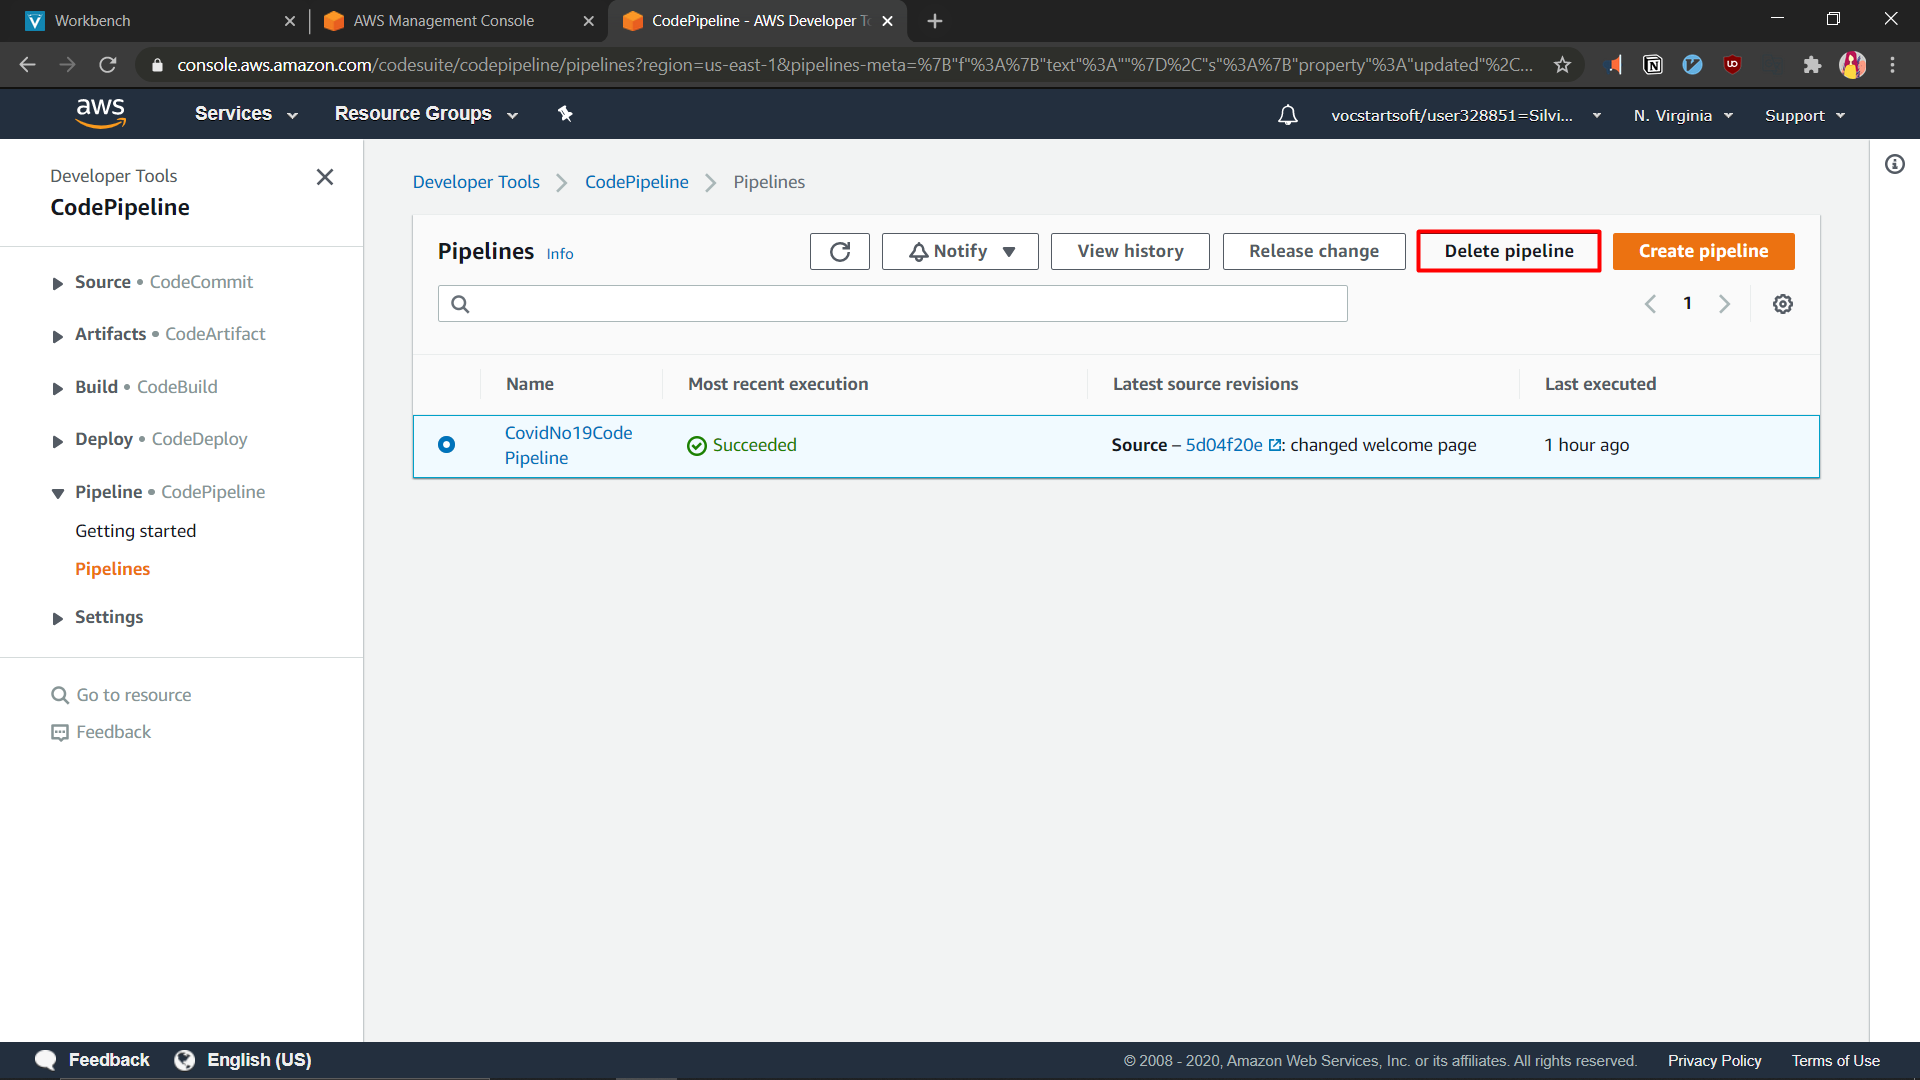 Workbench
AWS Management Console
CodePipeline - AWS Developer To
console.aws.amazon.com/codesuite/codepipeline/pipelines?region=us-east-1&pipelines-meta=%7B"f"%3A%7B"text"%3A""%7D%2C"s"%3A%7B"property"%3A"updated"%2C...
aws
Services
Resource Groups
vocstartsoft/user328851=Silvi...
N. Virginia
Support
Developer Tools
CodePipeline
Source • CodeCommit
Artifacts • CodeArtifact
Build • CodeBuild
Deploy • CodeDeploy
Pipeline • CodePipeline
Getting started
Pipelines
Settings
Go to resource
Feedback
Developer Tools
CodePipeline
Pipelines
Pipelines Info
Notify
View history
Release change
Delete pipeline
Create pipeline
1
Name
Most recent execution
Latest source revisions
Last executed
CovidNo19Code
Pipeline
Succeeded
Source – 5d04f20e : changed welcome page
1 hour ago
Feedback
English (US)
© 2008 - 2020, Amazon Web Services, Inc. or its affiliates. All rights reserved.
Privacy Policy
Terms of Use